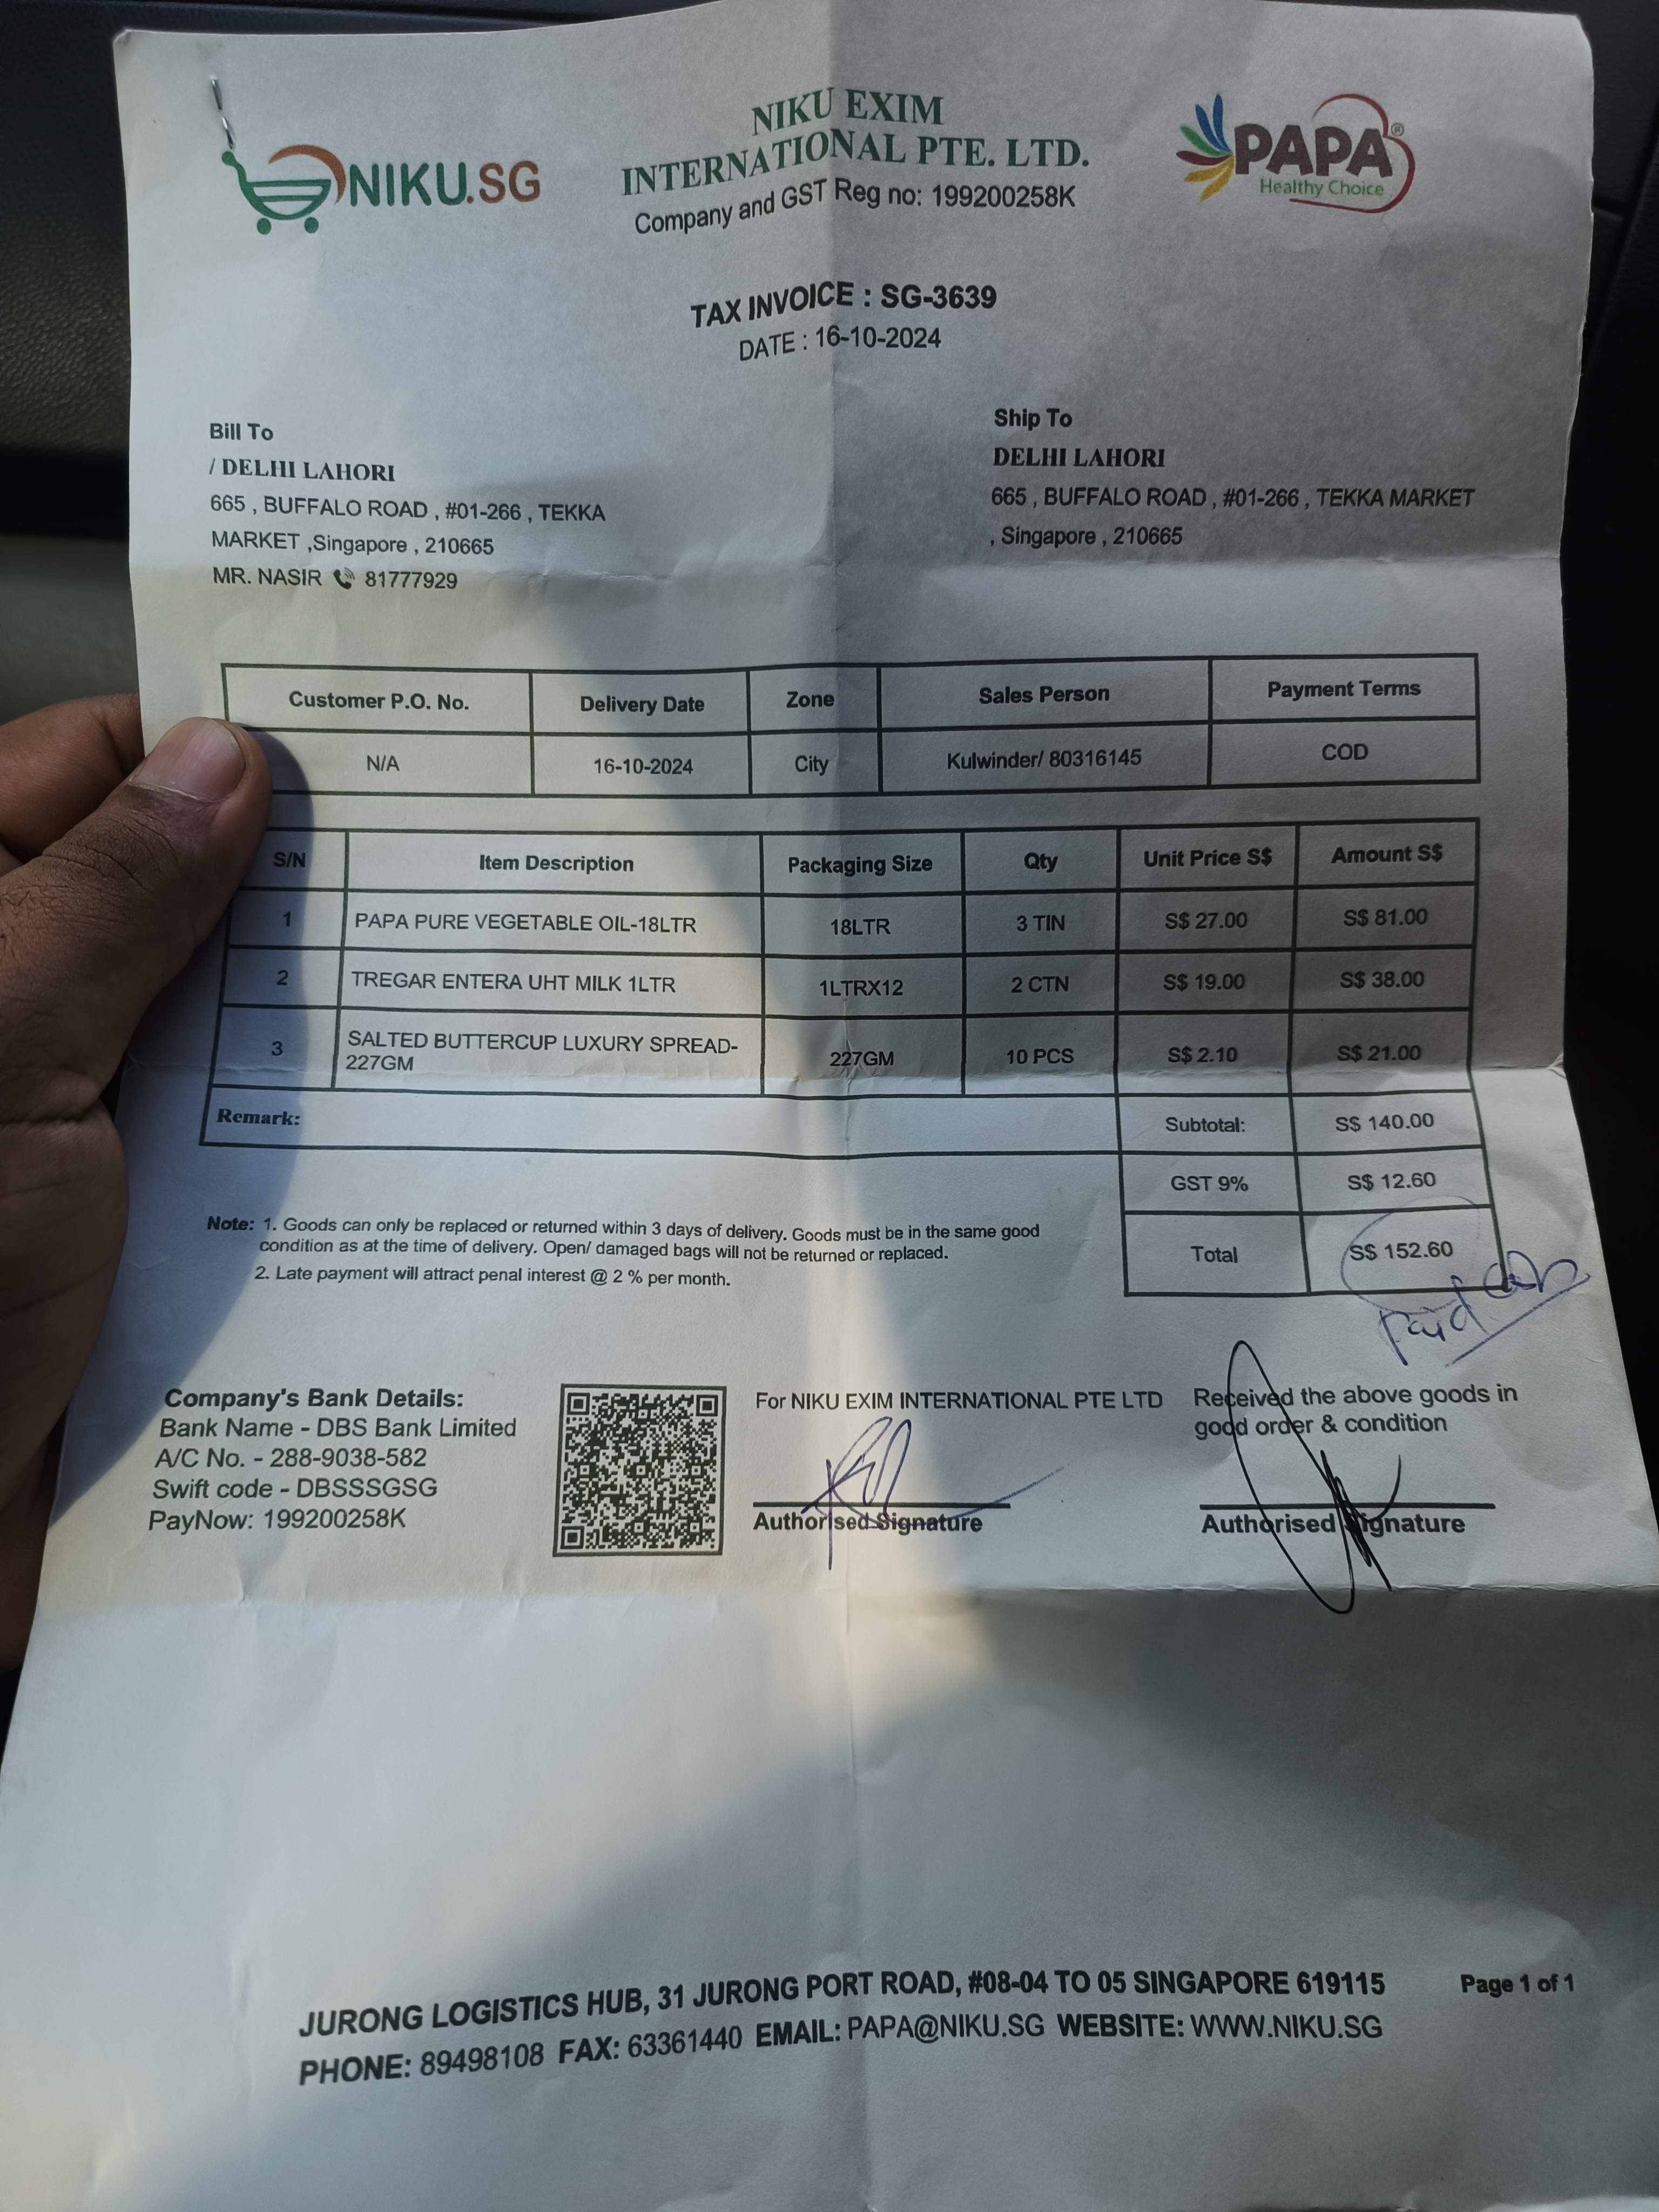 NIKU.SG
NIKU EXIM
INTERNATIONAL PTE. LTD.
Company and GST Reg no: 199200258K
PAPA®
Healthy Choice
TAX INVOICE : SG-3639
DATE : 16-10-2024
Bill To
/ DELHI LAHORI
665 , BUFFALO ROAD , #01-266 , TEKKA
MARKET ,Singapore , 210665
MR. NASIR 81777929
Ship To
DELHI LAHORI
665 , BUFFALO ROAD , #01-266 , TEKKA MARKET
, Singapore , 210665
Customer P.O. No. Delivery Date Zone Sales Person Payment Terms
N/A 16-10-2024 City Kulwinder/ 80316145 COD
S/N Item Description Packaging Size Qty Unit Price S$ Amount S$
1 PAPA PURE VEGETABLE OIL-18LTR 18LTR 3 TIN S$ 27.00 S$ 81.00
2 TREGAR ENTERA UHT MILK 1LTR 1LTRX12 2 CTN S$ 19.00 S$ 38.00
3 SALTED BUTTERCUP LUXURY SPREAD-
227GM 227GM 10 PCS S$ 2.10 S$ 21.00
Remark:
Subtotal: S$ 140.00
GST 9% S$ 12.60
Total S$ 152.60
Paid
Note: 1. Goods can only be replaced or returned within 3 days of delivery. Goods must be in the same good
condition as at the time of delivery. Open/ damaged bags will not be returned or replaced.
2. Late payment will attract penal interest @ 2 % per month.
Company's Bank Details:
Bank Name - DBS Bank Limited
A/C No. - 288-9038-582
Swift code - DBSSSGSG
PayNow: 199200258K
For NIKU EXIM INTERNATIONAL PTE LTD
Authorised Signature
Received the above goods in
good order & condition
Authorised Signature
JURONG LOGISTICS HUB, 31 JURONG PORT ROAD, #08-04 TO 05 SINGAPORE 619115
PHONE: 89498108 FAX: 63361440 EMAIL: PAPA@NIKU.SG WEBSITE: WWW.NIKU.SG
Page 1 of 1